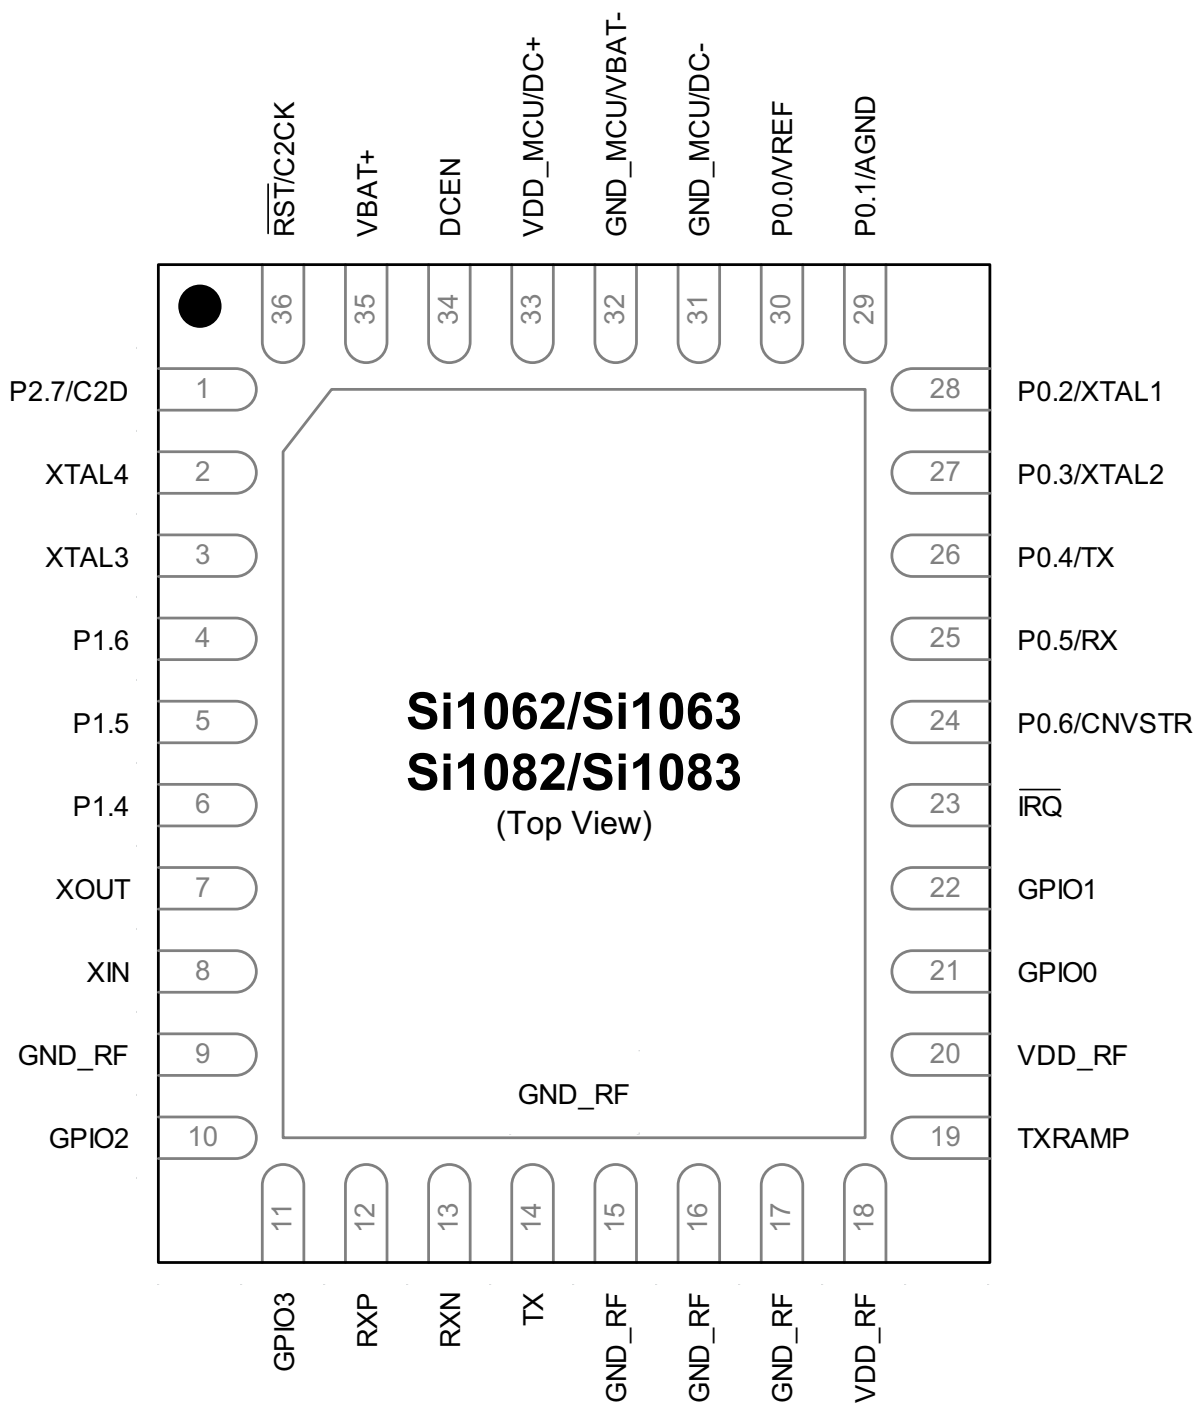 RST/C2CK
VBAT+
DCEN
VDD_MCU/DC+
GND_MCU/VBAT-
GND_MCU/DC-
P0.0/VREF
P0.1/AGND
36
35
34
33
32
31
30
29
P2.7/C2D 1
28 P0.2/XTAL1
XTAL4 2
27 P0.3/XTAL2
XTAL3 3
26 P0.4/TX
P1.6 4
25 P0.5/RX
P1.5 5
24 P0.6/CNVSTR
P1.4 6
23 IRQ
XOUT 7
22 GPIO1
XIN 8
21 GPIO0
GND_RF 9
20 VDD_RF
GPIO2 10
19 TXRAMP
Si1062/Si1063
Si1082/Si1083
(Top View)
GND_RF
11
12
13
14
15
16
17
18
GPIO3
RXP
RXN
TX
GND_RF
GND_RF
GND_RF
VDD_RF